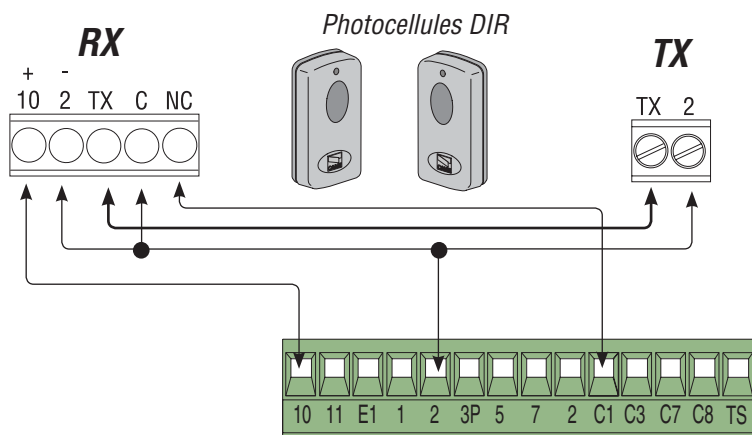 Photocellules DIR
RX
TX
+ -
10 2 TX C NC
TX 2
10 11 E1 1 2 3P 5 7 2 C1 C3 C7 C8 TS